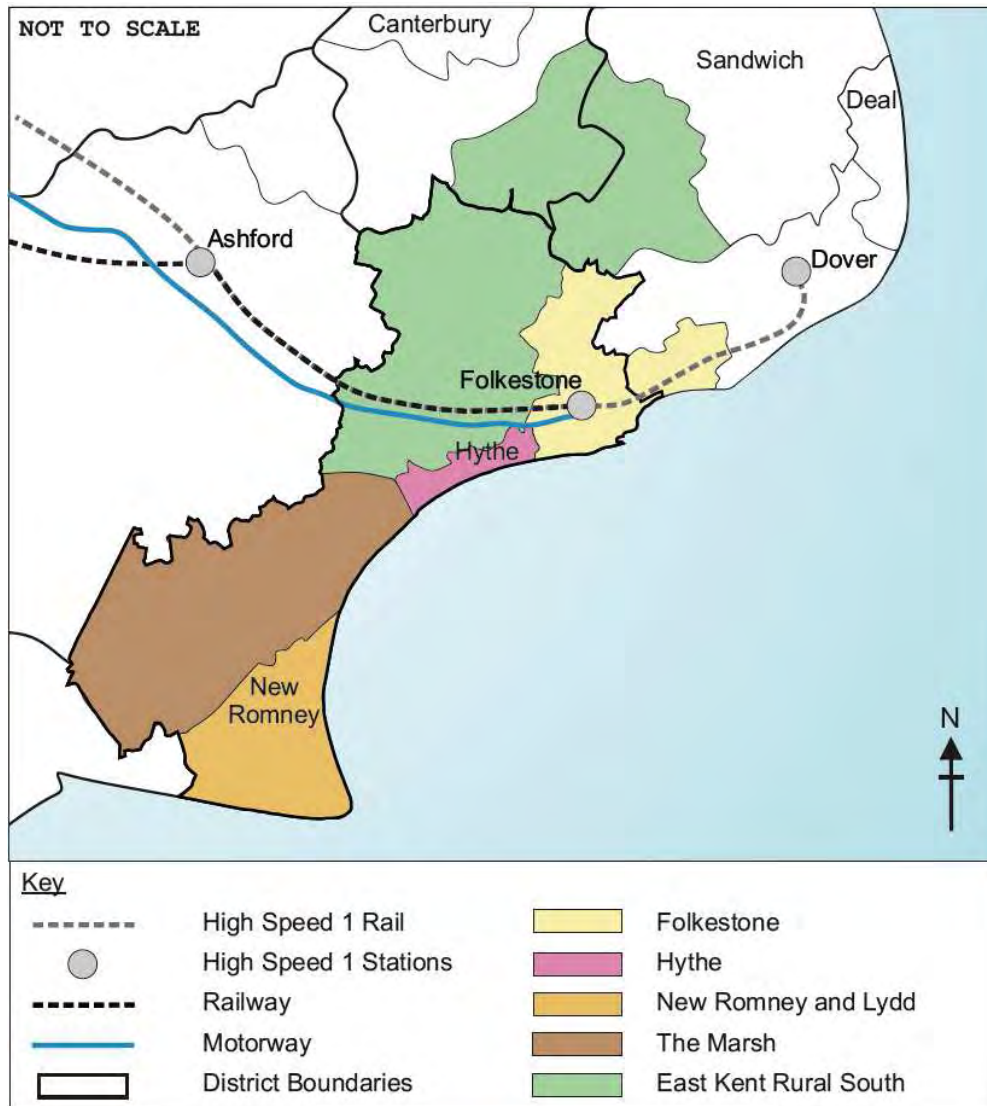 NOT TO SCALE
Canterbury
Sandwich
Deal
Ashford
Dover
Folkestone
Hythe
New
Romney
N
Key
High Speed 1 Rail
High Speed 1 Stations
Railway
Motorway
District Boundaries
Folkestone
Hythe
New Romney and Lydd
The Marsh
East Kent Rural South